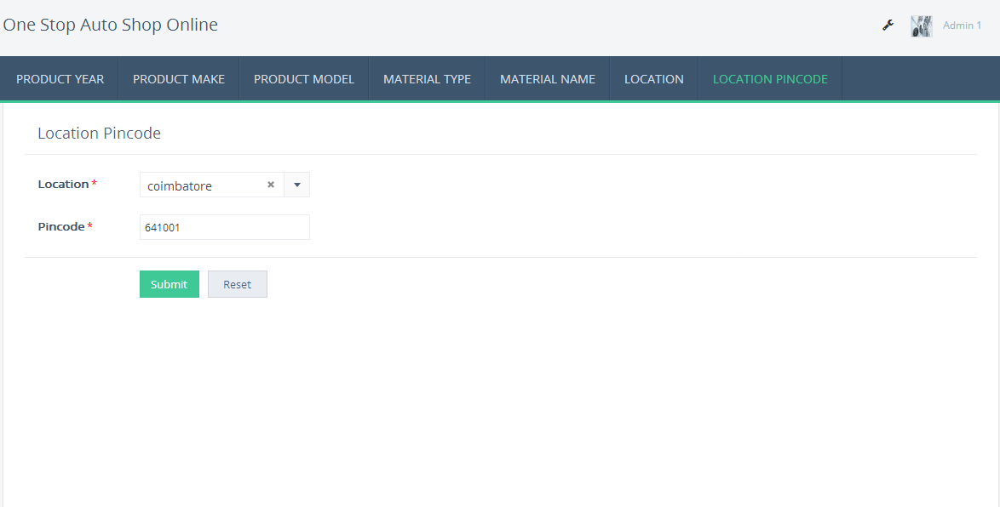 One Stop Auto Shop Online
Admin 1
PRODUCT YEAR PRODUCT MAKE PRODUCT MODEL MATERIAL TYPE MATERIAL NAME LOCATION LOCATION PINCODE
Location Pincode
Location * coimbatore ×
Pincode * 641001
Submit Reset